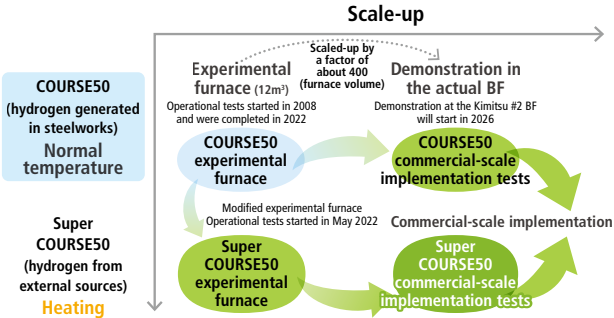 Scale-up
Scaled-up by
a factor of
about 400
(furnace volume)
Experimental
furnace (12m³)
Operational tests started in 2008
and were completed in 2022
Demonstration in
the actual BF
Demonstration at the Kimitsu #2 BF
will start in 2026
COURSE50
(hydrogen generated
in steelworks)
Normal
temperature
COURSE50
experimental
furnace
COURSE50
commercial-scale
implementation tests
Modified experimental furnace
Operational tests started in May 2022
Commercial-scale implementation
Super
COURSE50
(hydrogen from
external sources)
Heating
Super
COURSE50
experimental
furnace
Super
COURSE50
commercial-scale
implementation tests